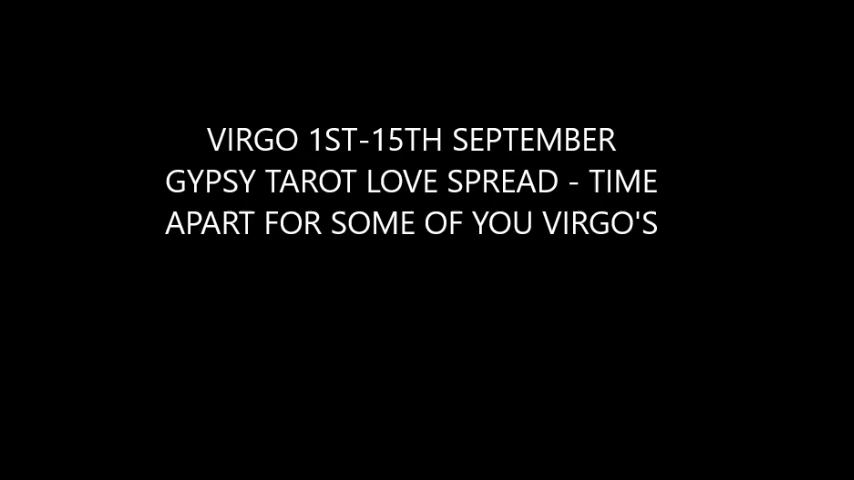 VIRGO 1ST-15TH SEPTEMBER
GYPSY TAROT LOVE SPREAD - TIME
APART FOR SOME OF YOU VIRGO'S